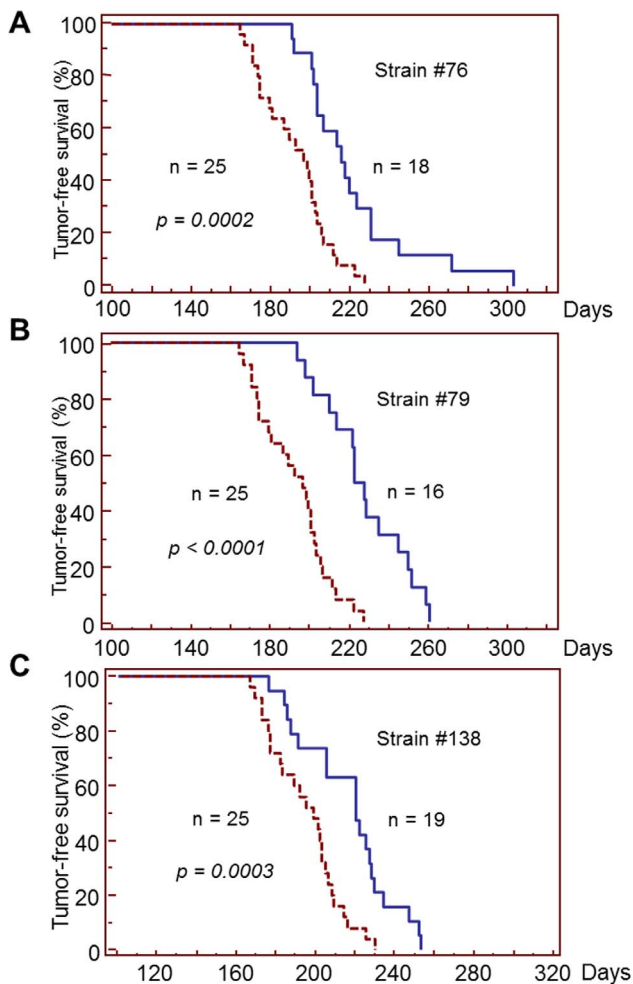 A
Tumor-free survival (%)
100
80
60
40
20
0
Strain #76
n = 25
n = 18
p = 0.0002
100 140 180 220 260 300 Days
B
Tumor-free survival (%)
100
80
60
40
20
0
Strain #79
n = 25
n = 16
p < 0.0001
100 140 180 220 260 300 Days
C
Tumor-free survival (%)
100
80
60
40
20
0
Strain #138
n = 25
n = 19
p = 0.0003
120 160 200 240 280 320 Days